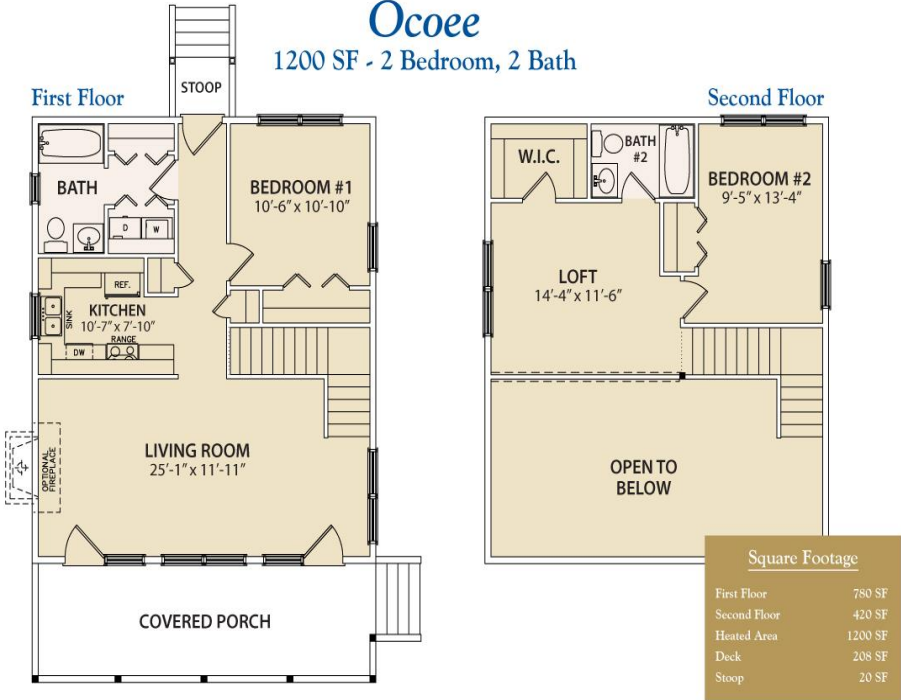 Ocoee
1200 SF - 2 Bedroom, 2 Bath
First Floor
STOOP
BATH
D
W
BEDROOM #1
10'-6" x 10'-10"
REF.
SINK
KITCHEN
10'-7" x 7'-10"
RANGE
DW
LIVING ROOM
25'-1" x 11'-11"
OPTIONAL
FIREPLACE
COVERED PORCH
Second Floor
W.I.C.
BATH
#2
BEDROOM #2
9'-5" x 13'-4"
LOFT
14'-4" x 11'-6"
OPEN TO
BELOW
Square Footage
First Floor 780 SF
Second Floor 420 SF
Heated Area 1200 SF
Deck 208 SF
Stoop 20 SF